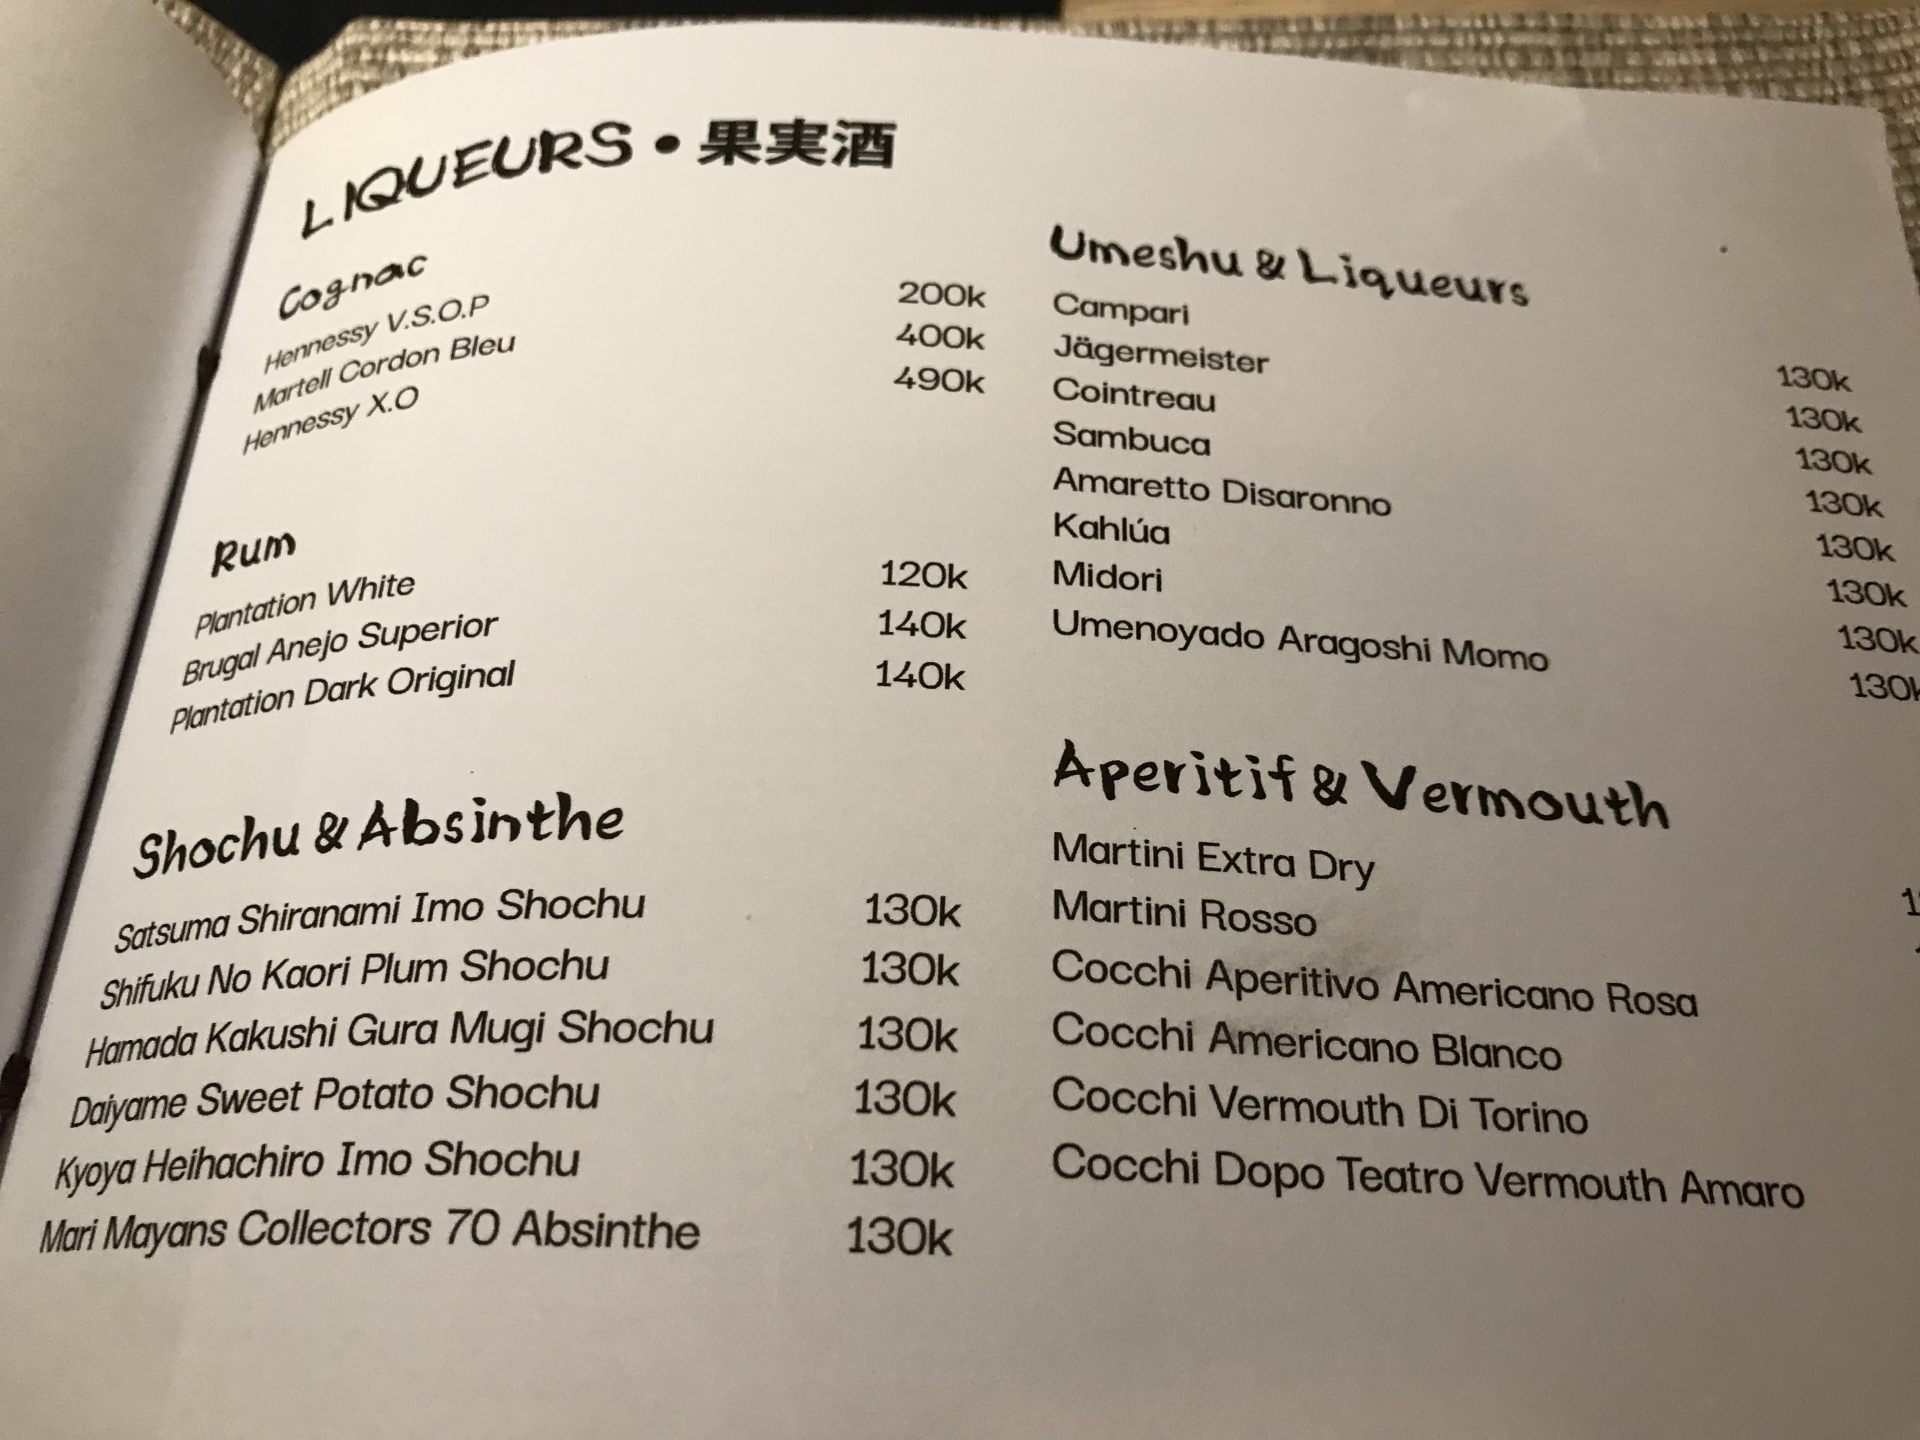 LIQUEURS • 果実酒
Cognac
Hennessy V.S.O.P 200k
Martell Cordon Bleu 400k
Hennessy X.O 490k
Rum
Plantation White 120k
Brugal Anejo Superior 140k
Plantation Dark Original 140k
Shochu & Absinthe
Satsuma Shiranami Imo Shochu 130k
Shifuku No Kaori Plum Shochu 130k
Hamada Kakushi Gura Mugi Shochu 130k
Daiyame Sweet Potato Shochu 130k
Kyoya Heihachiro Imo Shochu 130k
Mari Mayans Collectors 70 Absinthe 130k
Umeshu & Liqueurs
Campari 130k
Jägermeister 130k
Cointreau 130k
Sambuca 130k
Amaretto Disaronno 130k
Kahlúa 130k
Midori 130k
Umenoyado Aragoshi Momo 130k
Aperitif & Vermouth
Martini Extra Dry
Martini Rosso
Cocchi Aperitivo Americano Rosa
Cocchi Americano Blanco
Cocchi Vermouth Di Torino
Cocchi Dopo Teatro Vermouth Amaro